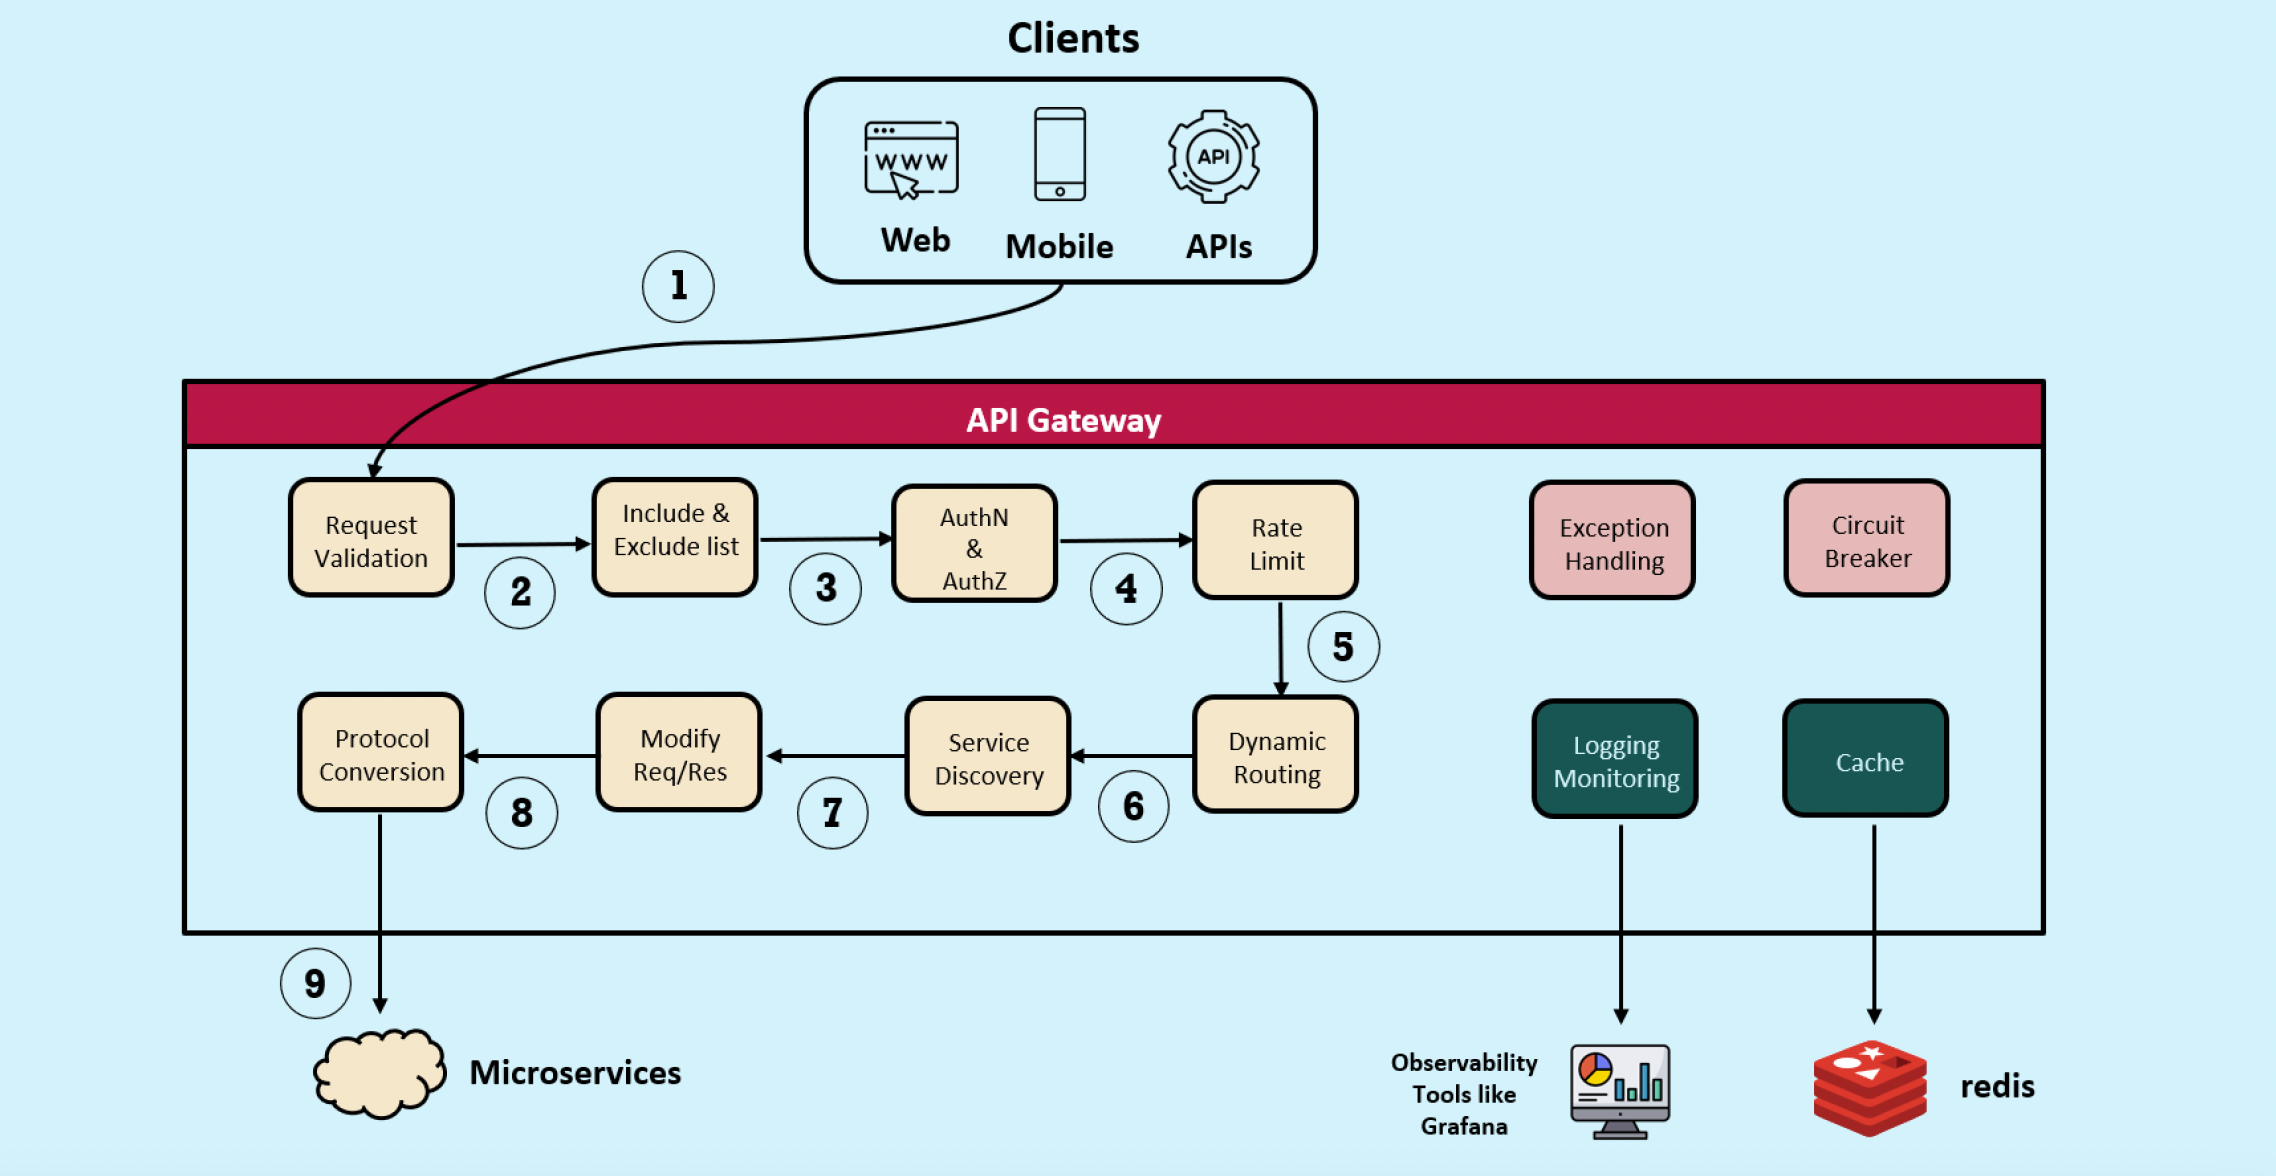 Clients
WWW
API
Web
Mobile
APIs
1
API Gateway
Request
Validation
2
Include &
Exclude list
3
AuthN
&
AuthZ
4
Rate
Limit
5
Exception
Handling
Circuit
Breaker
Protocol
Conversion
8
Modify
Req/Res
7
Service
Discovery
6
Dynamic
Routing
Logging
Monitoring
Cache
9
Microservices
Observability
Tools like
Grafana
redis